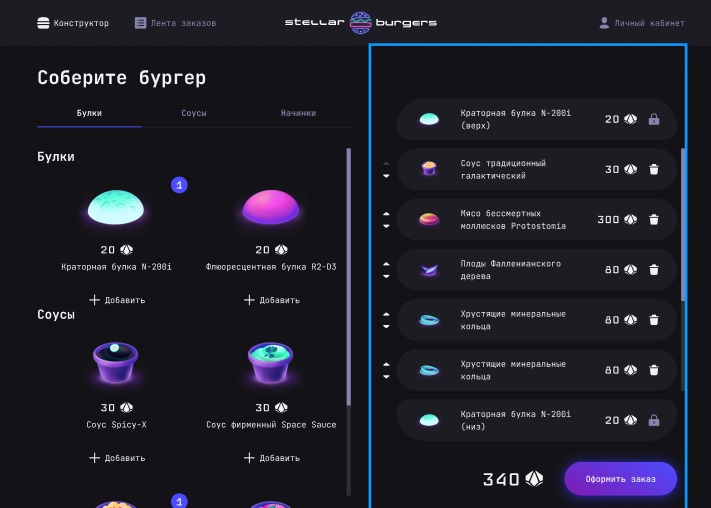 Конструктор
Лента заказов
stellar burgers
Личный кабинет
Соберите бургер
Булки
Соусы
Начинки
Булки
1
20
20
Краторная булка N-200i
Флюоресцентная булка R2-D3
Добавить
Добавить
Соусы
30
30
Соус Spicy-X
Соус фирменный Space Sauce
Добавить
Добавить
1
Краторная булка N-200i
(верх)
20
Соус традиционный
галактический
30
Мясо бессмертных
моллюсков Protostomia
300
Плоды Фалленианского
дерева
80
Хрустящие минеральные
кольца
80
Хрустящие минеральные
кольца
80
Краторная булка N-200i
(низ)
20
340
Оформить заказ